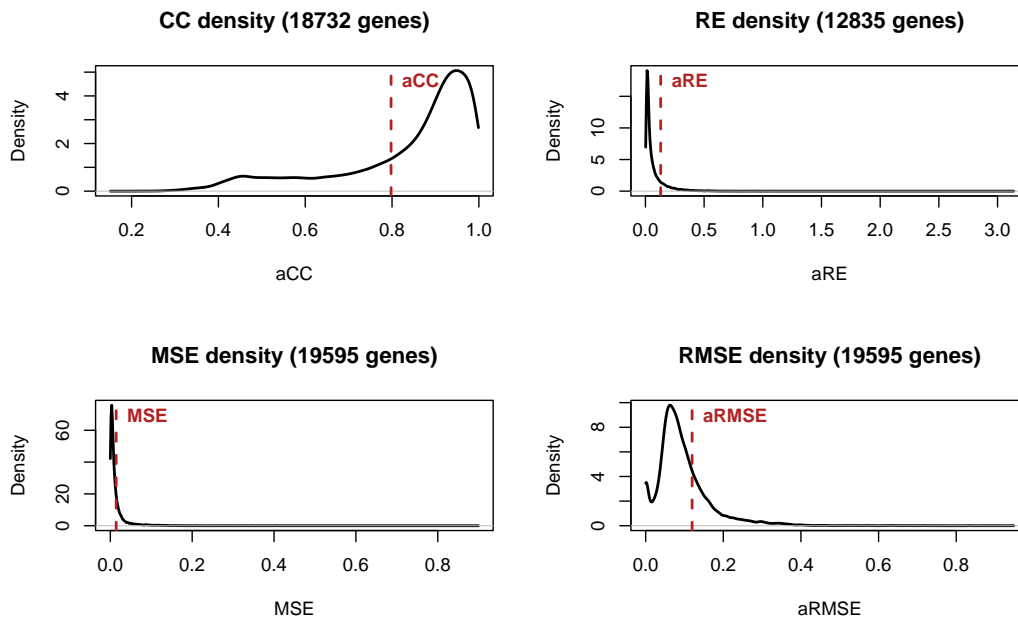 CC density (18732 genes)
Density
0
2
4
aCC
0.2
0.4
0.6
0.8
1.0
aCC
RE density (12835 genes)
Density
0
5
10
aRE
0.0
0.5
1.0
1.5
2.0
2.5
3.0
aRE
MSE density (19595 genes)
Density
0
20
60
MSE
0.0
0.2
0.4
0.6
0.8
MSE
RMSE density (19595 genes)
Density
0
4
8
aRMSE
0.0
0.2
0.4
0.6
0.8
aRMSE